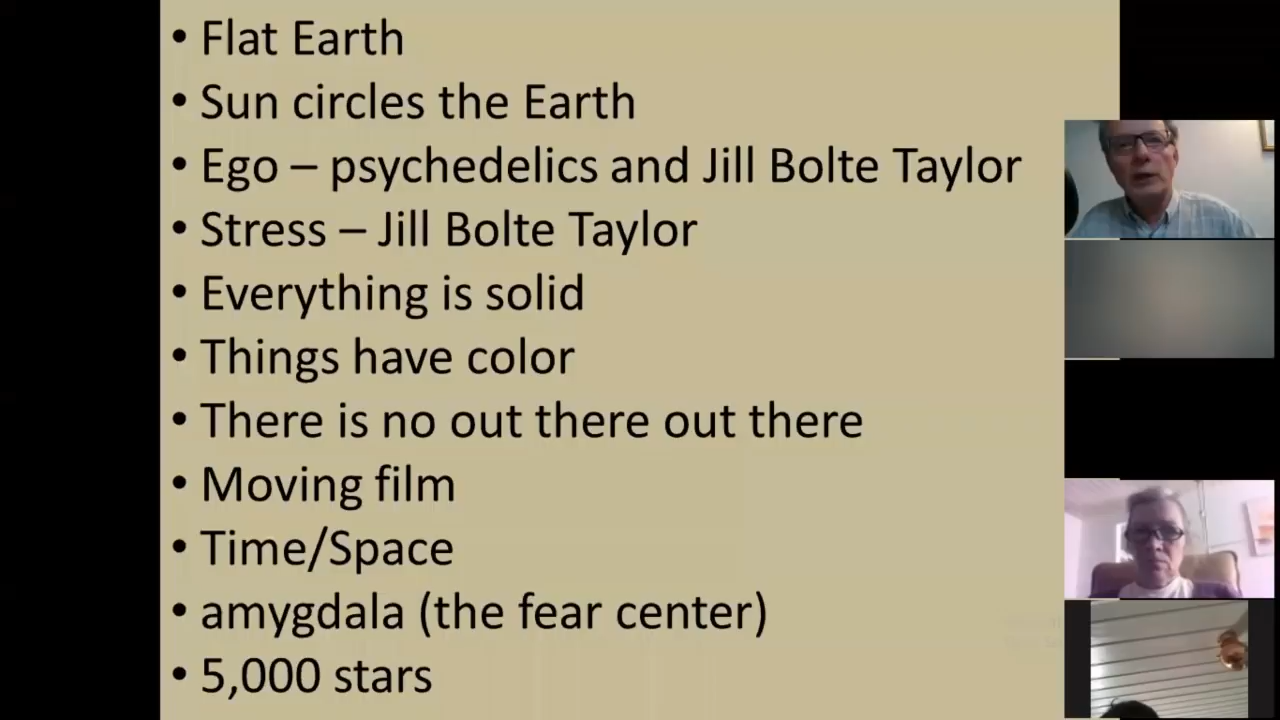 • Flat Earth
• Sun circles the Earth
• Ego – psychedelics and Jill Bolte Taylor
• Stress – Jill Bolte Taylor
• Everything is solid
• Things have color
• There is no out there out there
• Moving film
• Time/Space
• amygdala (the fear center)
• 5,000 stars